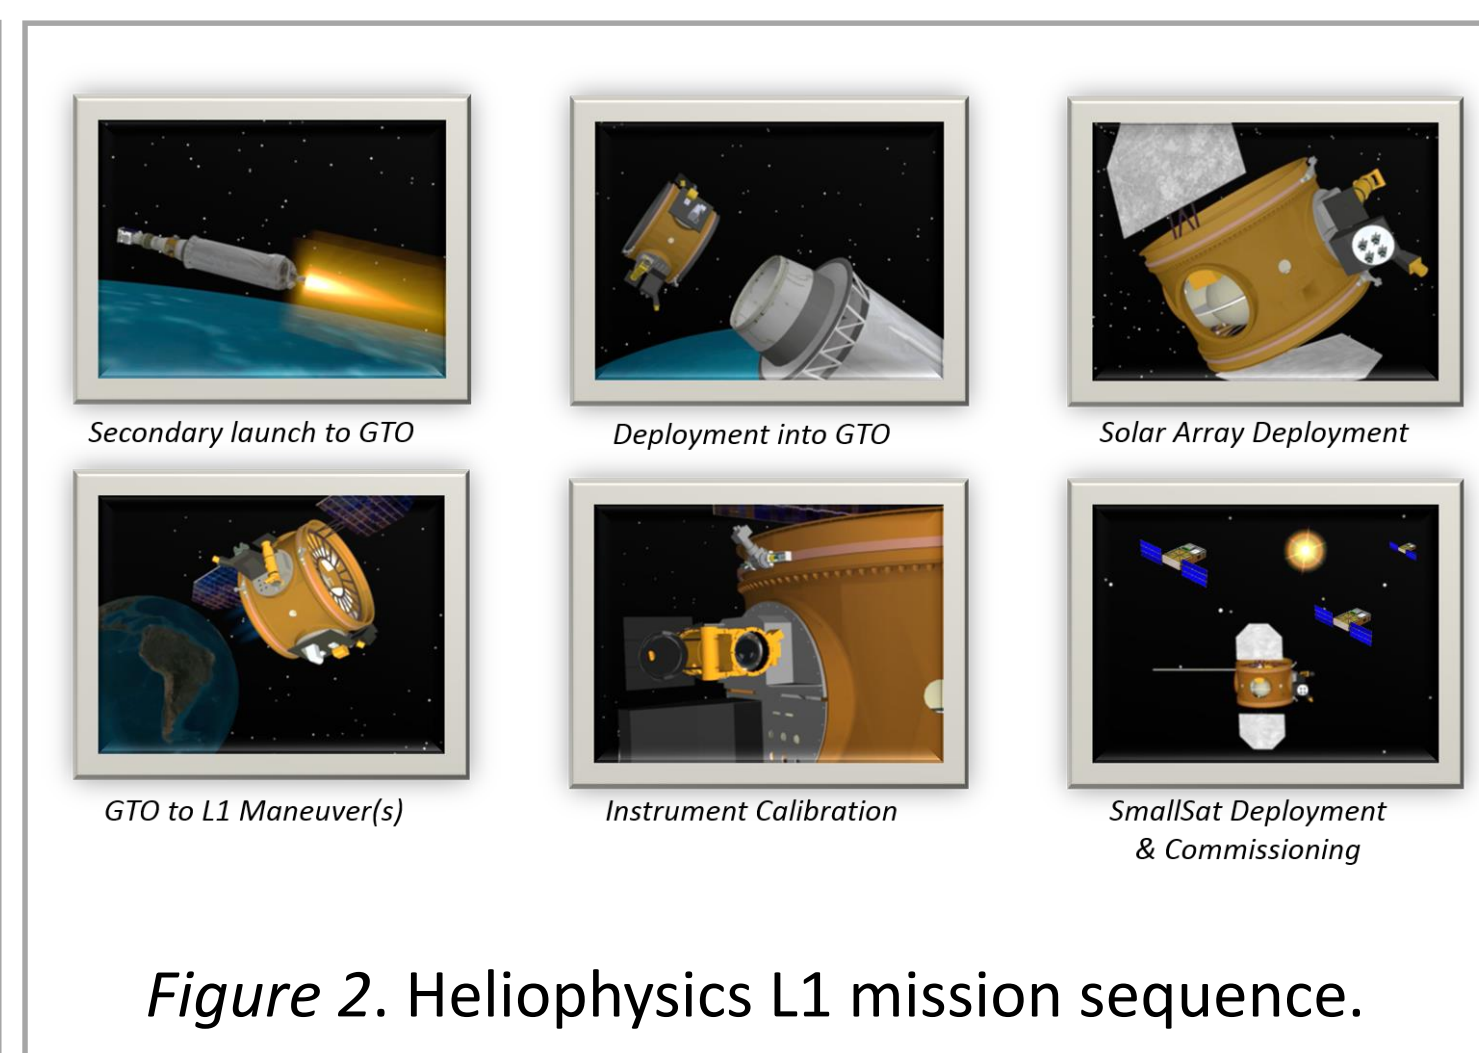 Secondary launch to GTO
Deployment into GTO
Solar Array Deployment
GTO to L1 Maneuver(s)
Instrument Calibration
SmallSat Deployment
& Commissioning
Figure 2. Heliophysics L1 mission sequence.